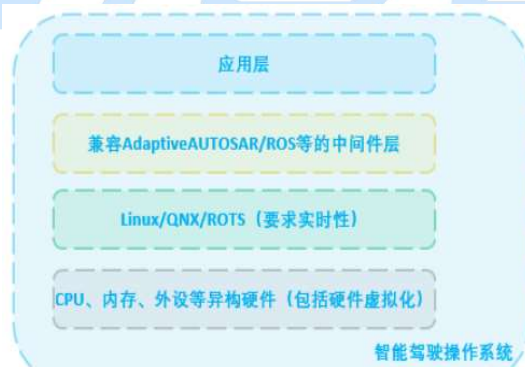 应用层
兼容AdaptiveAUTOSAR/ROS等的中间件层
Linux/QNX/ROTS（要求实时性）
CPU、内存、外设等异构硬件（包括硬件虚拟化）
智能驾驶操作系统